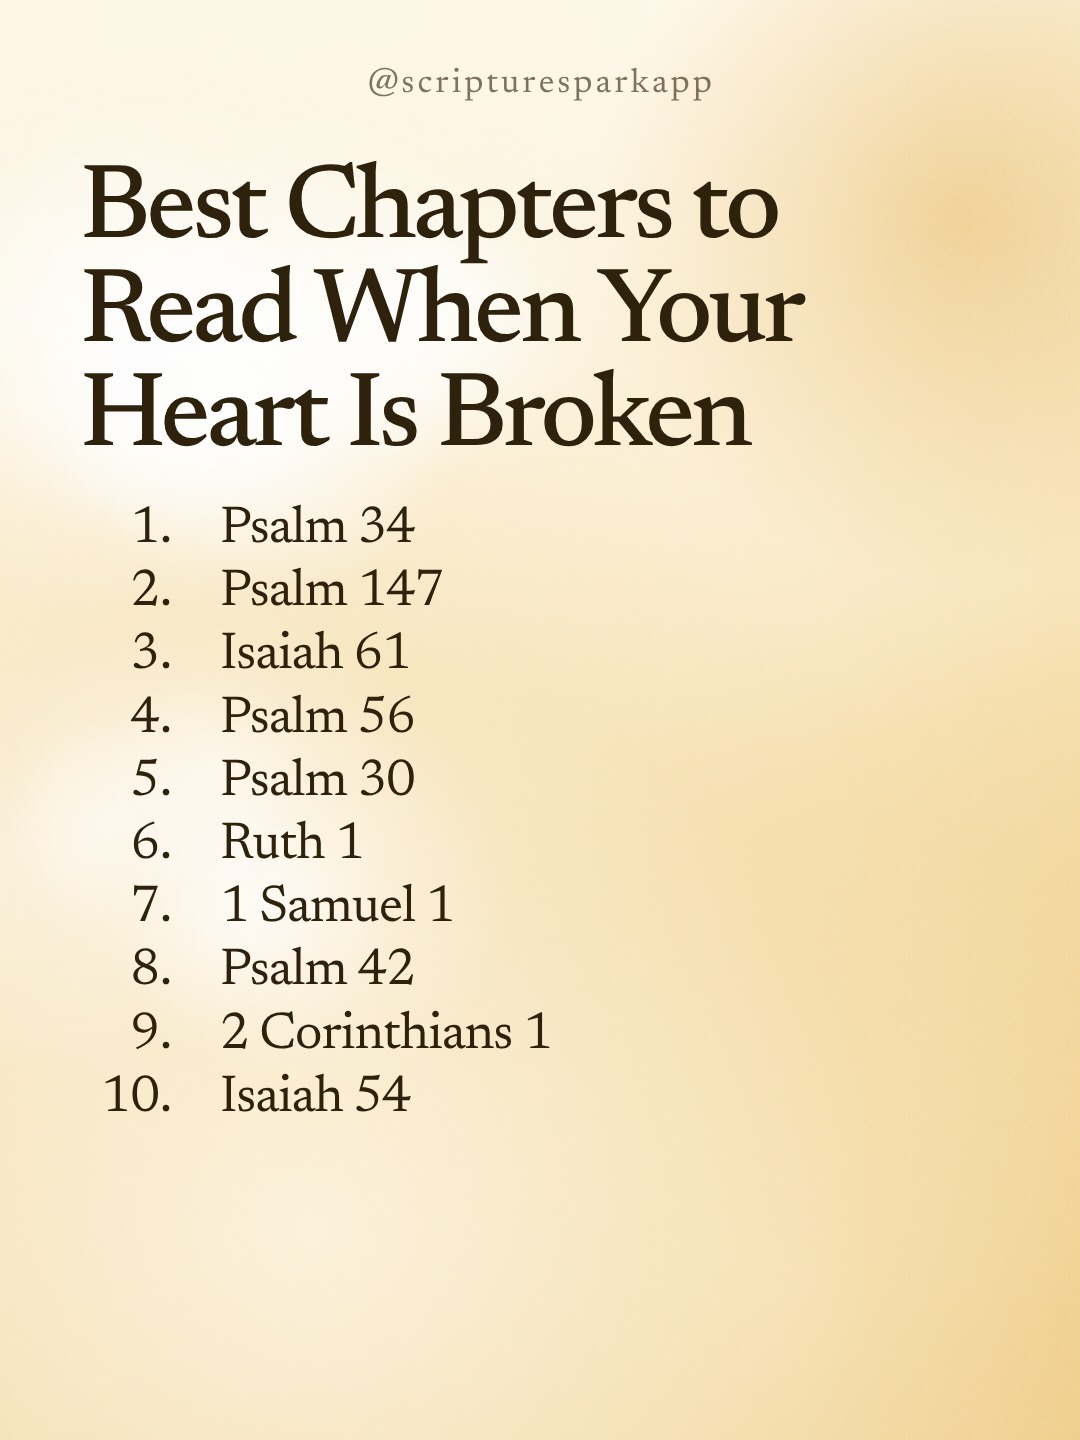 @scripturesparkapp
Best Chapters to
Read When Your
Heart Is Broken
1. Psalm 34
2. Psalm 147
3. Isaiah 61
4. Psalm 56
5. Psalm 30
6. Ruth 1
7. 1 Samuel 1
8. Psalm 42
9. 2 Corinthians 1
10. Isaiah 54